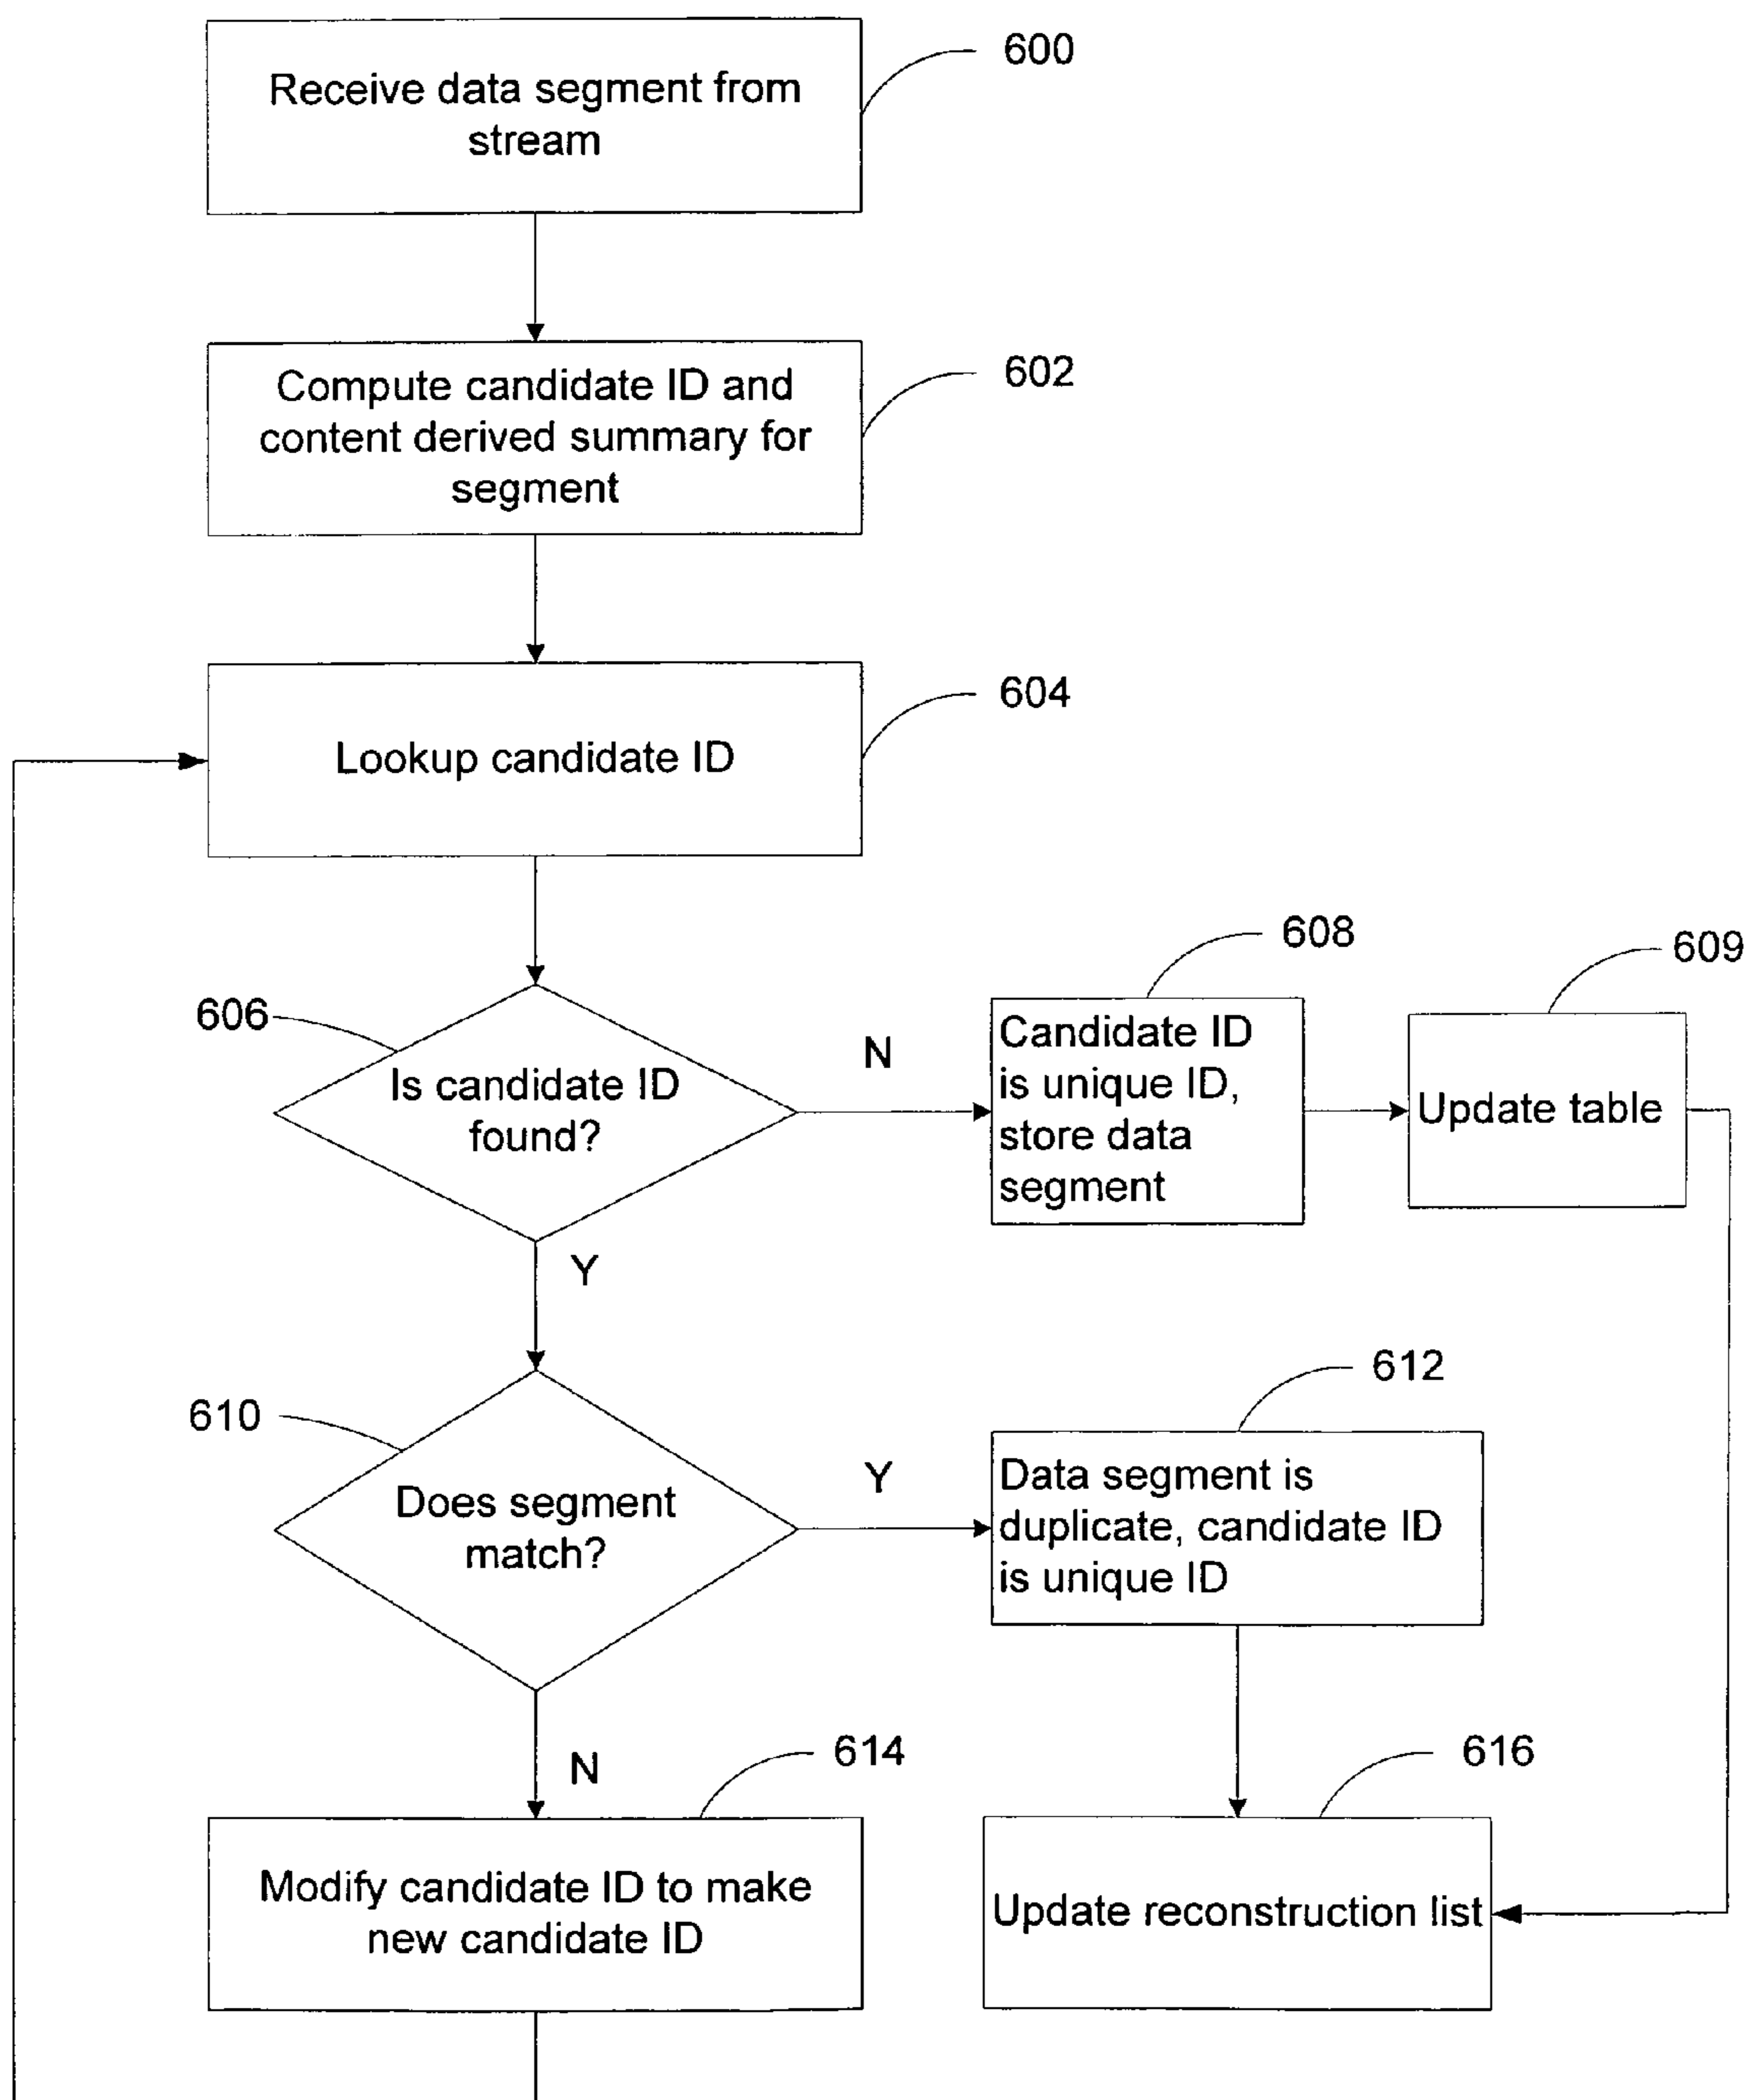 600
Receive data segment from
stream
602
Compute candidate ID and
content derived summary for
segment
604
Lookup candidate ID
606
Is candidate ID
found?
N
608
Candidate ID
is unique ID,
store data
segment
609
Update table
Y
610
Does segment
match?
Y
612
Data segment is
duplicate, candidate ID
is unique ID
N
614
Modify candidate ID to make
new candidate ID
616
Update reconstruction list